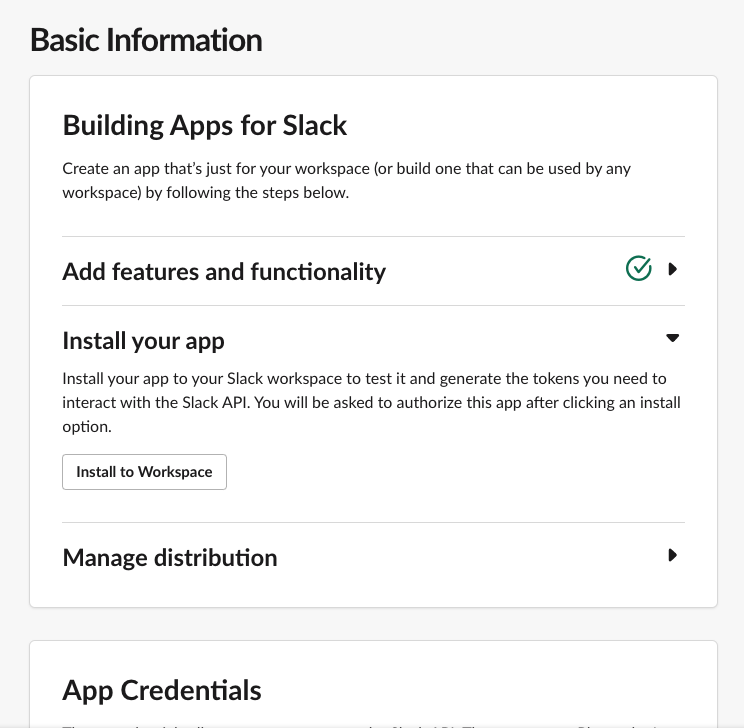 Basic Information
Building Apps for Slack
Create an app that's just for your workspace (or build one that can be used by any
workspace) by following the steps below.
Add features and functionality
Install your app
Install your app to your Slack workspace to test it and generate the tokens you need to
interact with the Slack API. You will be asked to authorize this app after clicking an install
option.
Install to Workspace
Manage distribution
App Credentials